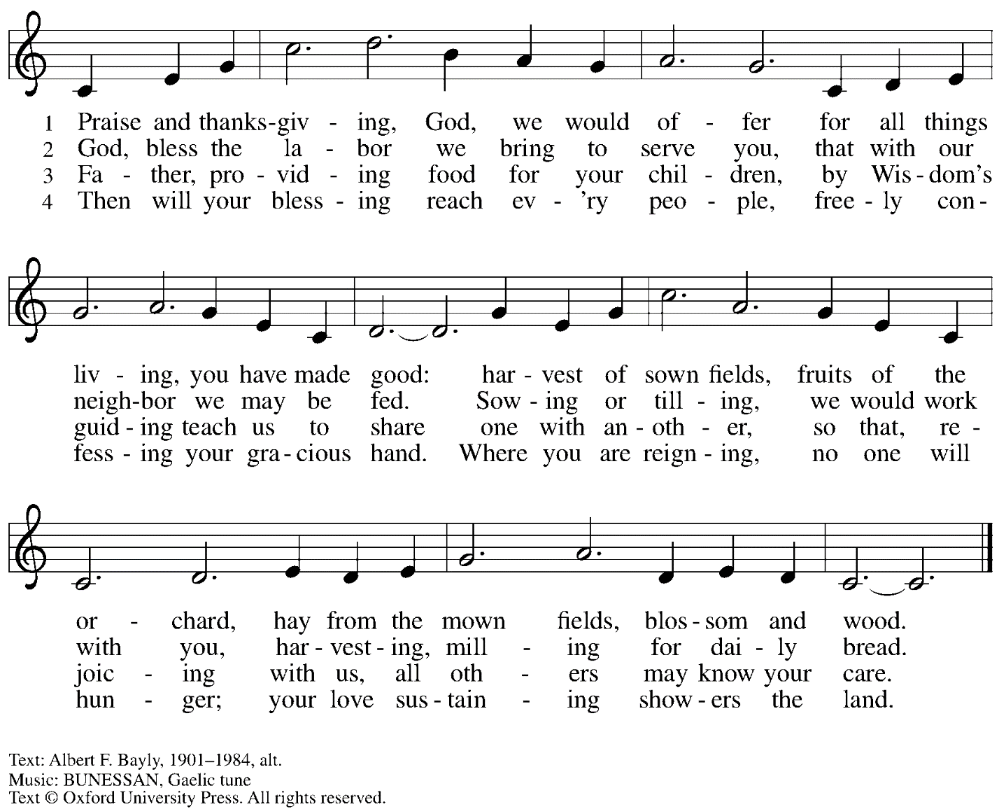 1 Praise and thanks-giv - ing, God, we would of - fer for all things
2 God, bless the la - bor we bring to serve you, that with our
3 Fa - ther, pro - vid - ing food for your chil - dren, by Wis - dom's
4 Then will your bless - ing reach ev - 'ry peo - ple, free - ly con -
liv - ing, you have made good: har - vest of sown fields, fruits of the
neigh - bor we may be fed. Sow - ing or till - ing, we would work
guid - ing teach us to share one with an - oth - er, so that, re -
fess - ing your gra - cious hand. Where you are reign - ing, no one will
or - chard, hay from the mown fields, blos - som and wood.
with you, har - vest - ing, mill - ing for dai - ly bread.
joic - ing with us, all oth - ers may know your care.
hun - ger; your love sus - tain - ing show - ers the land.
Text: Albert F. Bayly, 1901–1984, alt.
Music: BUNESSAN, Gaelic tune
Text © Oxford University Press. All rights reserved.